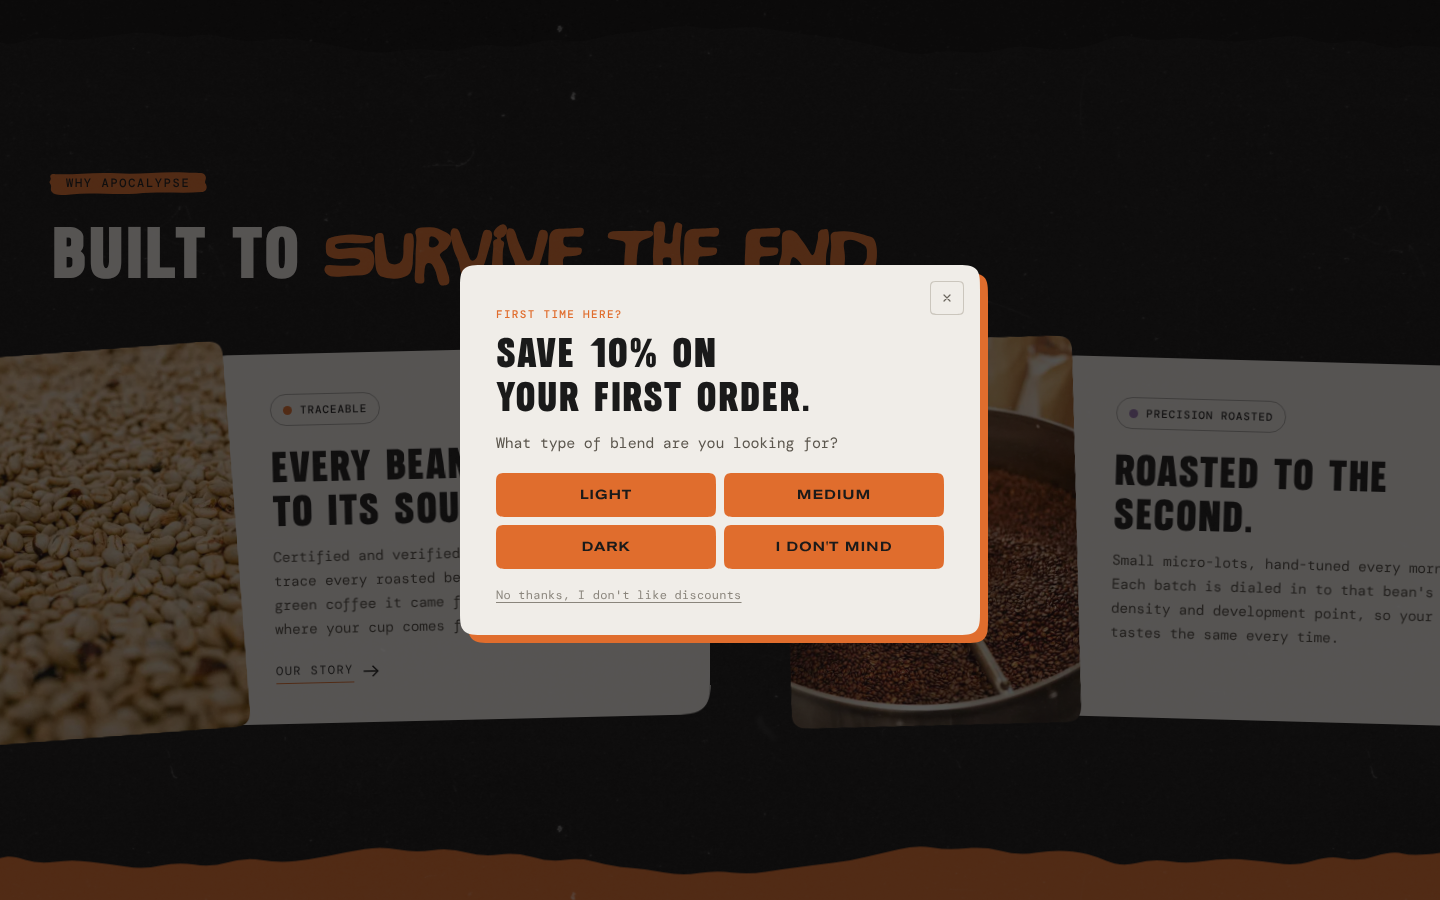 WHY APOCALYPSE
BUILT TO SURVIVE THE END
×
FIRST TIME HERE?
SAVE 10% ON
YOUR FIRST ORDER.
What type of blend are you looking for?
LIGHT
MEDIUM
DARK
I DON'T MIND
No thanks, I don't like discounts
TRACEABLE
EVERY BEAN
TO ITS SOU
Certified and verified
trace every roasted be
green coffee it came f
where your cup comes f
OUR STORY →
PRECISION ROASTED
ROASTED TO THE
SECOND.
Small micro-lots, hand-tuned every morn
Each batch is dialed in to that bean's
density and development point, so your
tastes the same every time.